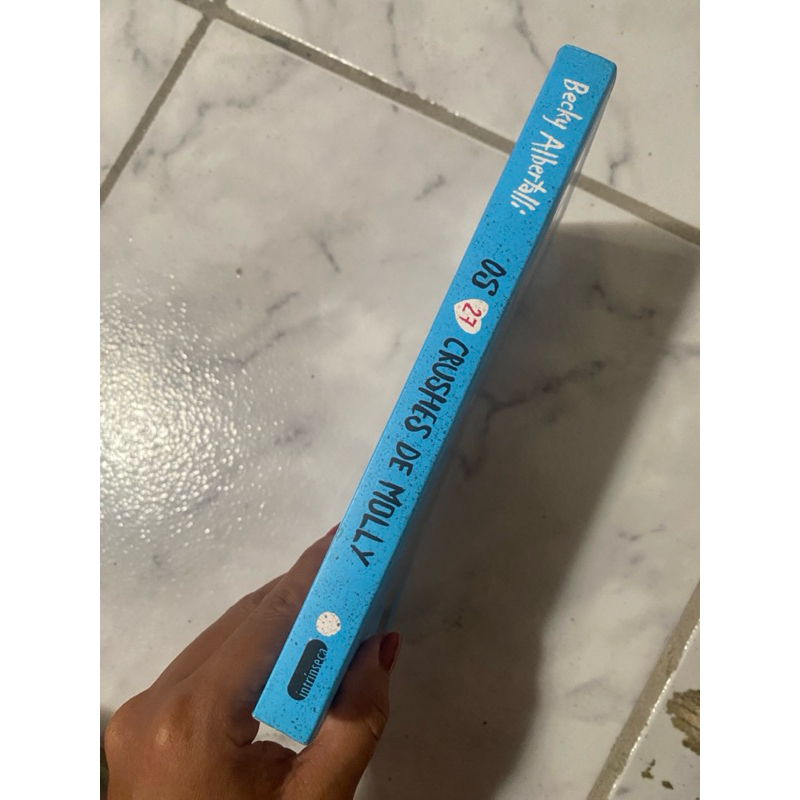 Becky Albertalli
OS 27 CRUSHES DE MOLLY
intrínseca